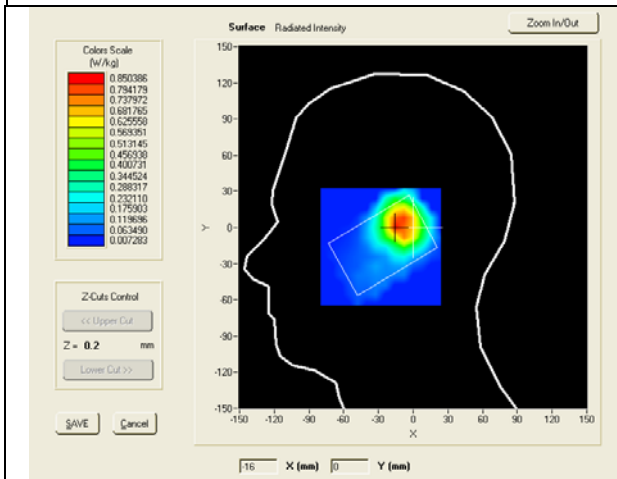 Surface Radiated Intensity
Zoom In/Out
Colors Scale
(W/kg)
0.850386
0.794179
0.737972
0.681765
0.625558
0.569351
0.513145
0.456938
0.400731
0.344524
0.288317
0.232110
0.175903
0.119696
0.063490
0.007283
Z-Cuts Control
<< Upper Cut
Z = 0.2 mm
Lower Cut >>
SAVE Cancel
150
120
90
60
30
0
-30
-60
-90
-120
-150
Y
-150 -120 -90 -60 -30 0 30 60 90 120 150
X
-16 X (mm) 0 Y (mm)